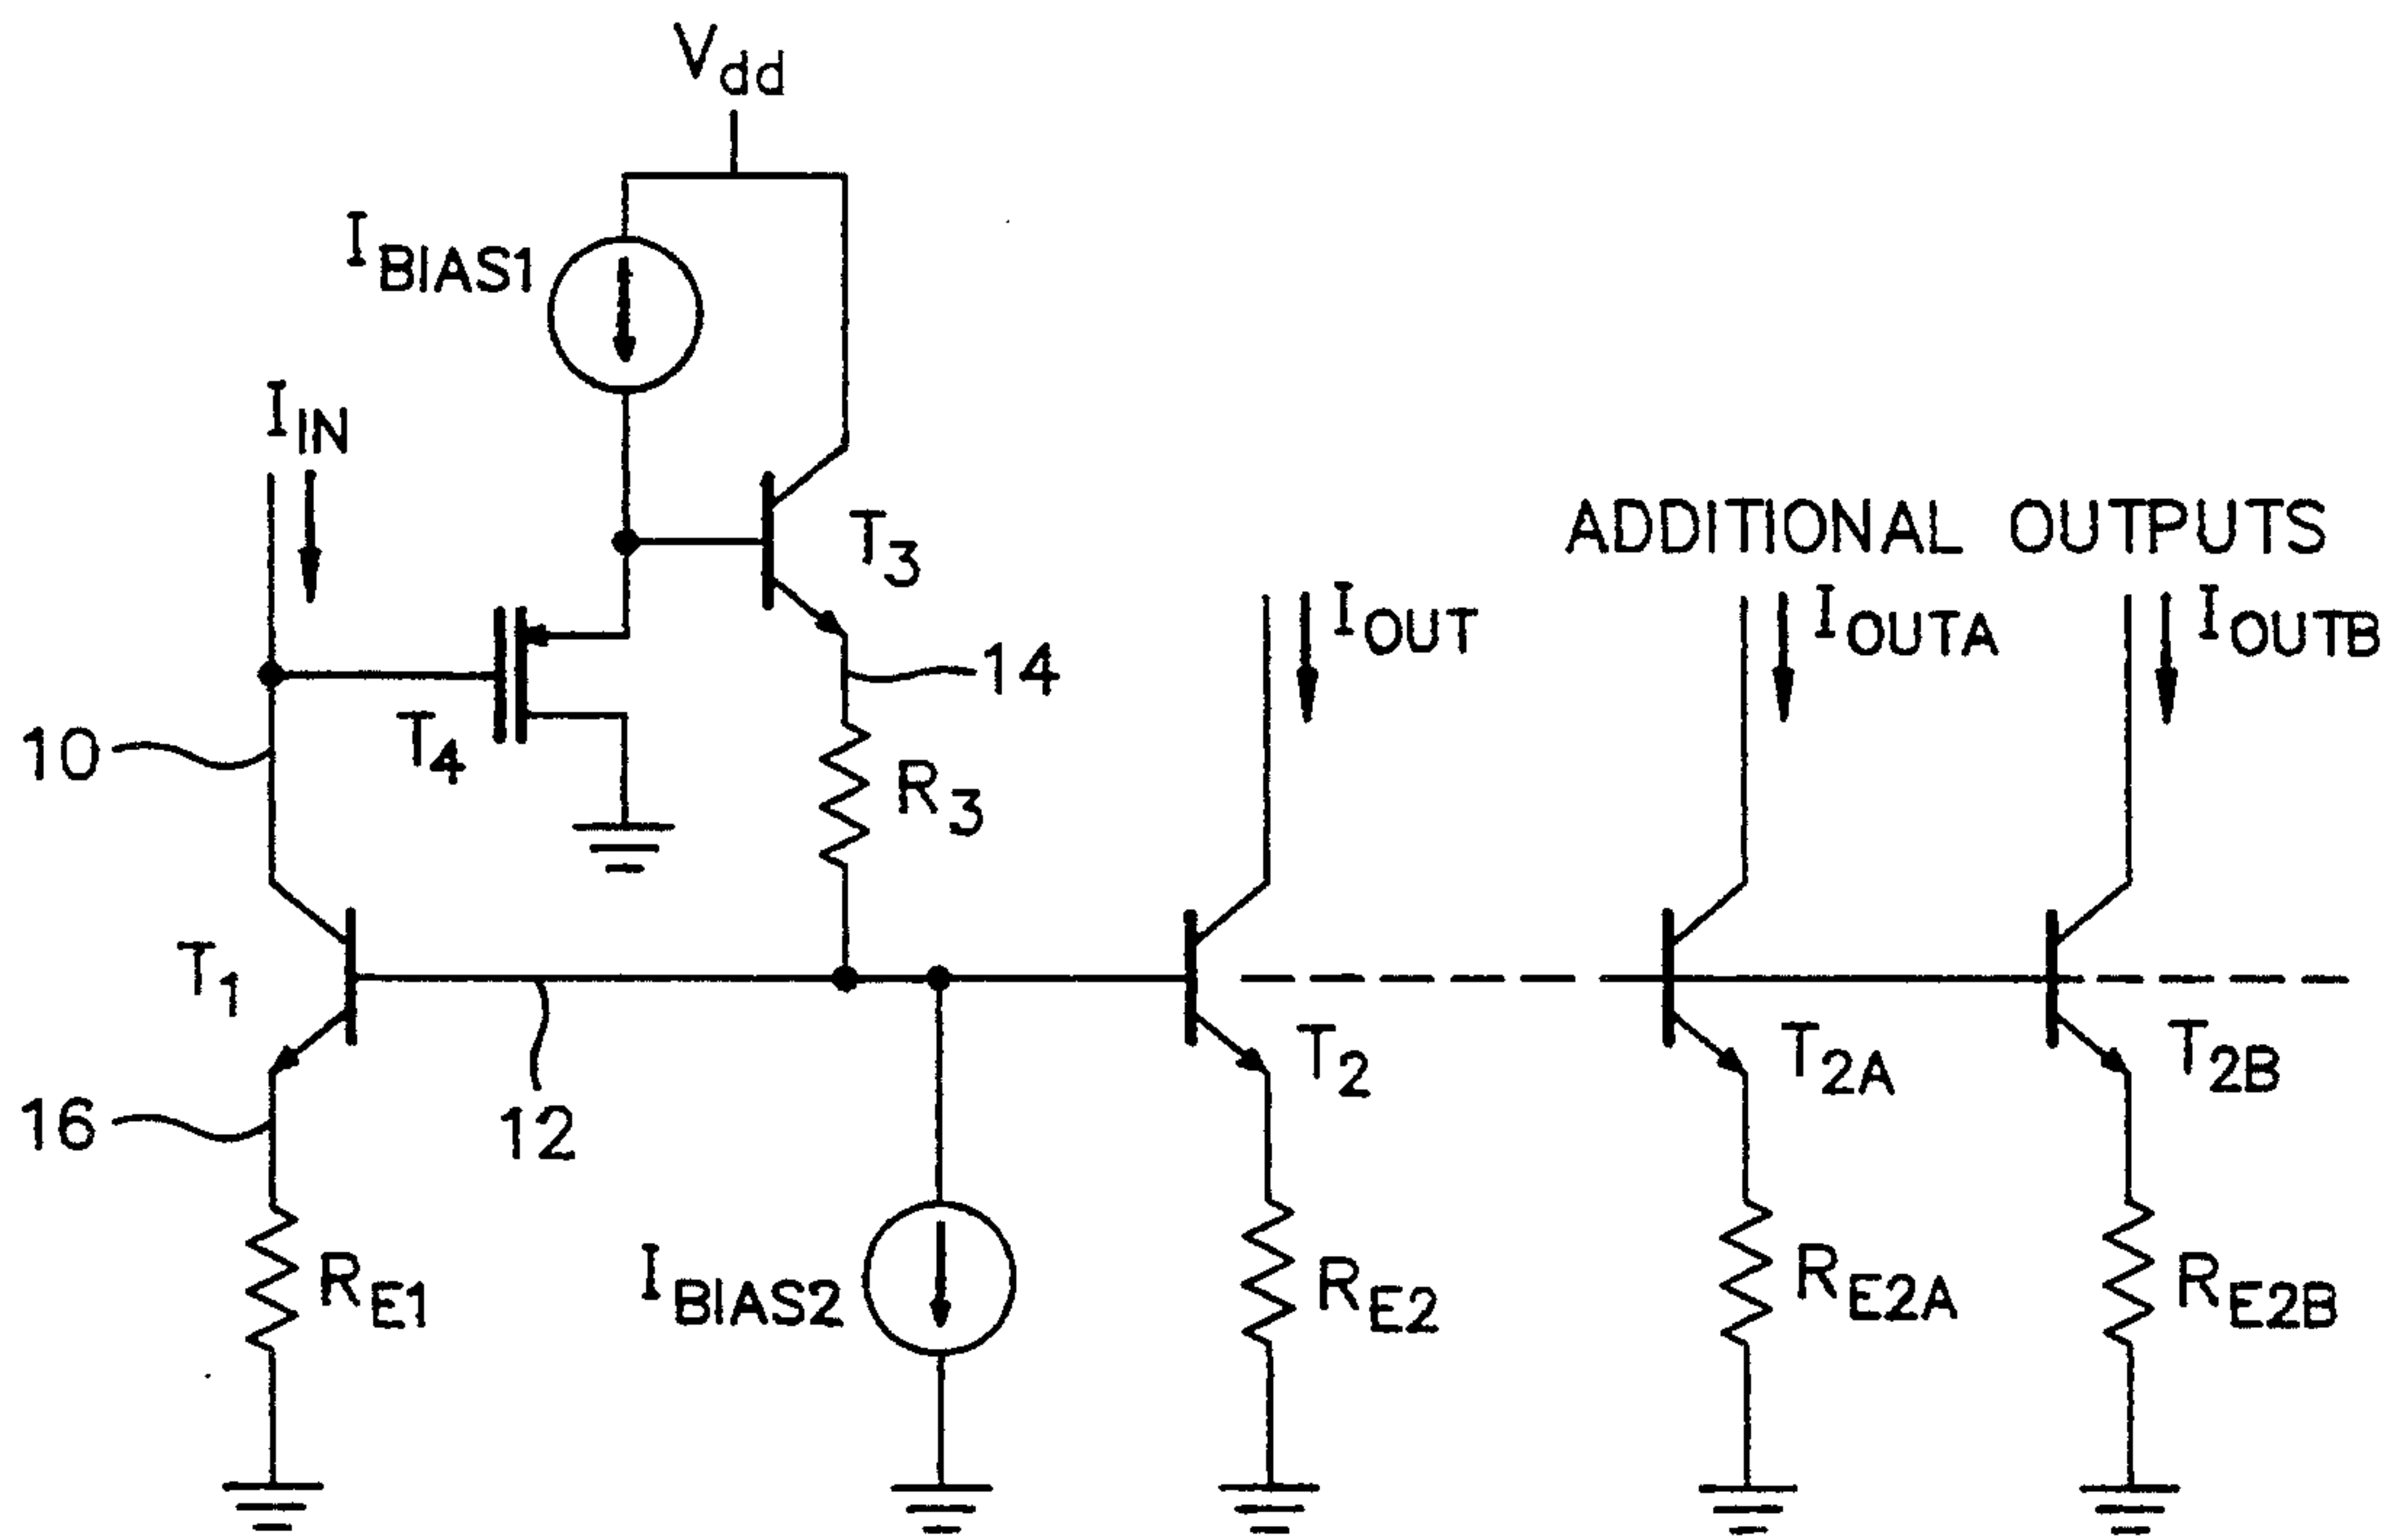 Vdd
IBIAS1
IIN
T3
ADDITIONAL OUTPUTS
IOUT
IOUTA
IOUTB
14
10
T4
R3
T1
12
T2
T2A
T2B
16
RE1
IBIAS2
RE2
RE2A
RE2B